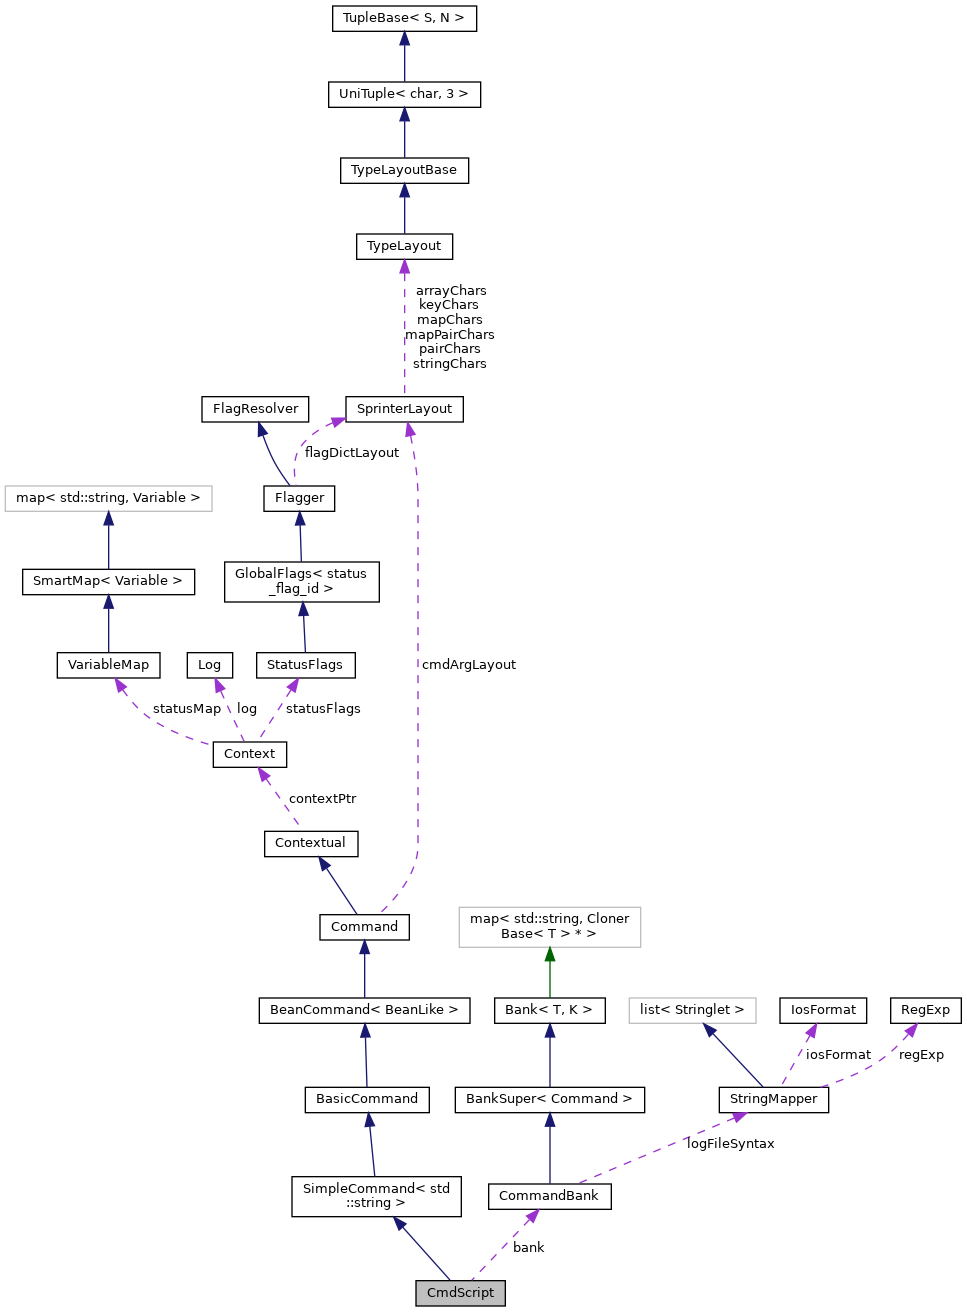 TupleBase< S, N >
UniTuple< char, 3 >
TypeLayoutBase
TypeLayout
arrayChars
keyChars
mapChars
mapPairChars
pairChars
stringChars
FlagResolver
SprinterLayout
flagDictLayout
map< std::string, Variable >
Flagger
SmartMap< Variable >
GlobalFlags< status
_flag_id >
VariableMap
Log
StatusFlags
cmdArgLayout
statusMap
log
statusFlags
Context
contextPtr
Contextual
Command
map< std::string, Cloner
Base< T > * >
BeanCommand< BeanLike >
Bank< T, K >
list< Stringlet >
IosFormat
RegExp
iosFormat
regExp
BasicCommand
BankSuper< Command >
StringMapper
logFileSyntax
SimpleCommand< std
::string >
CommandBank
bank
CmdScript